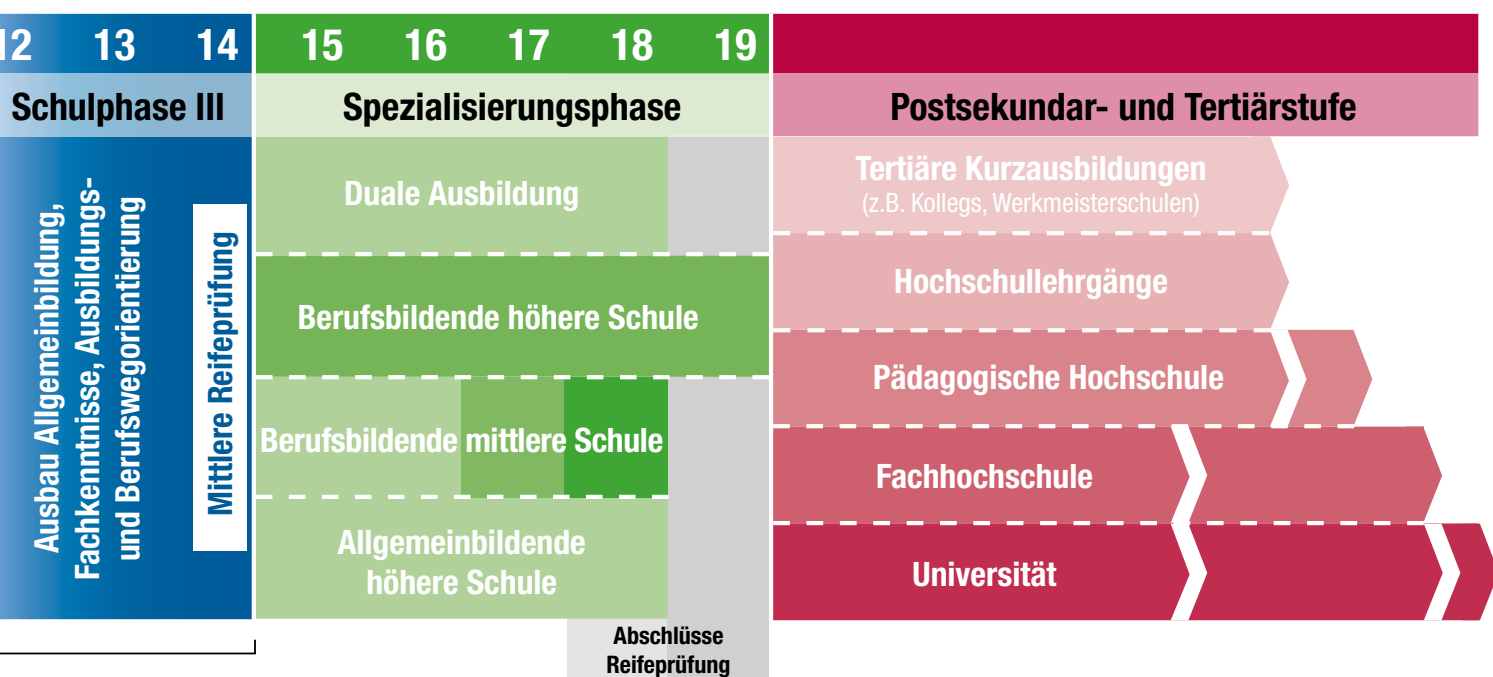 12 13 14 15 16 17 18 19
Schulphase III
Spezialisierungsphase
Postsekundar- und Tertiärstufe
Ausbau Allgemeinbildung,
Fachkenntnisse, Ausbildungs-
und Berufswegorientierung
Mittlere Reifeprüfung
Duale Ausbildung
Berufsbildende höhere Schule
Berufsbildende mittlere Schule
Allgemeinbildende
höhere Schule
Abschlüsse
Reifeprüfung
Tertiäre Kurzausbildungen
(z.B. Kollegs, Werkmeisterschulen)
Hochschullehrgänge
Pädagogische Hochschule
Fachhochschule
Universität